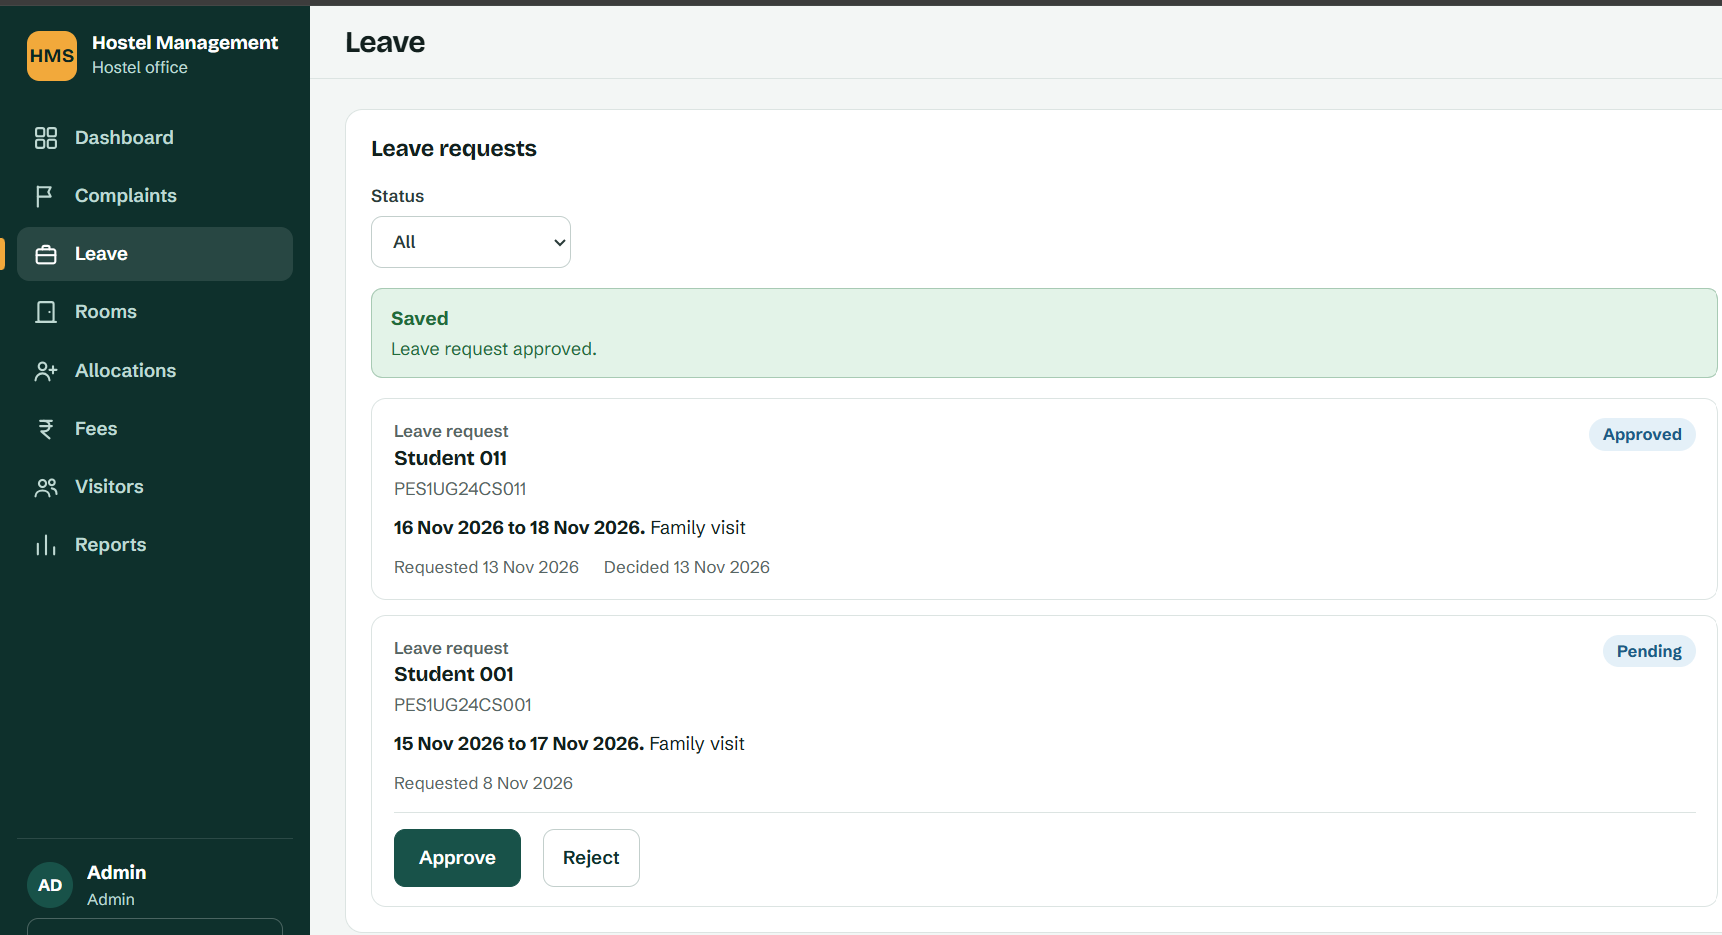 HMS
Hostel Management
Hostel office
Dashboard
Complaints
Leave
Rooms
Allocations
Fees
Visitors
Reports
AD
Admin
Admin
Leave
Leave requests
Status
All
Saved
Leave request approved.
Leave request
Approved
Student 011
PES1UG24CS011
16 Nov 2026 to 18 Nov 2026. Family visit
Requested 13 Nov 2026 Decided 13 Nov 2026
Leave request
Pending
Student 001
PES1UG24CS001
15 Nov 2026 to 17 Nov 2026. Family visit
Requested 8 Nov 2026
Approve Reject